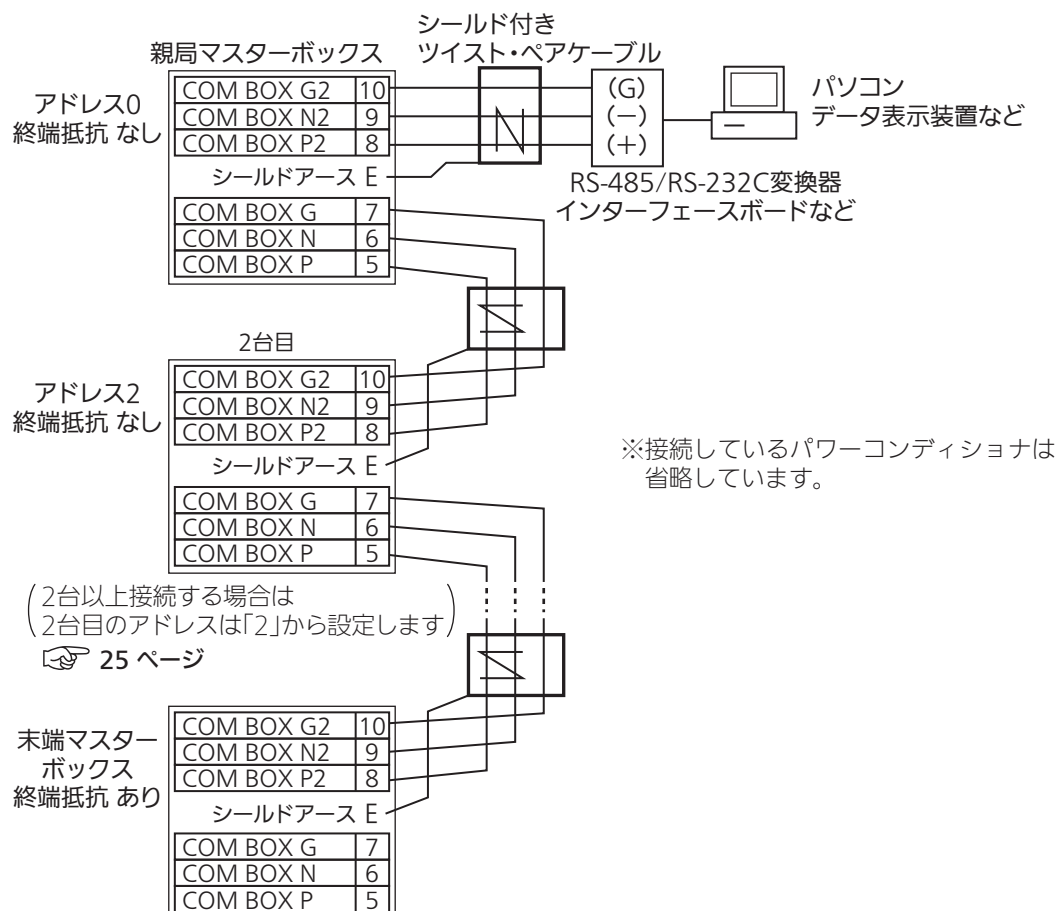 シールド付き
ツイスト・ペアケーブル
親局マスターボックス
アドレス0
終端抵抗 なし
COM BOX G2 10
COM BOX N2 9
COM BOX P2 8
シールドアース E
COM BOX G 7
COM BOX N 6
COM BOX P 5
(G)
(−)
(+)
パソコン
データ表示装置など
RS-485/RS-232C変換器
インターフェースボードなど
2台目
アドレス2
終端抵抗 なし
COM BOX G2 10
COM BOX N2 9
COM BOX P2 8
シールドアース E
COM BOX G 7
COM BOX N 6
COM BOX P 5
※接続しているパワーコンディショナは
省略しています。
(2台以上接続する場合は
2台目のアドレスは「2」から設定します)
☞ 25 ページ
末端マスター
ボックス
終端抵抗 あり
COM BOX G2 10
COM BOX N2 9
COM BOX P2 8
シールドアース E
COM BOX G 7
COM BOX N 6
COM BOX P 5